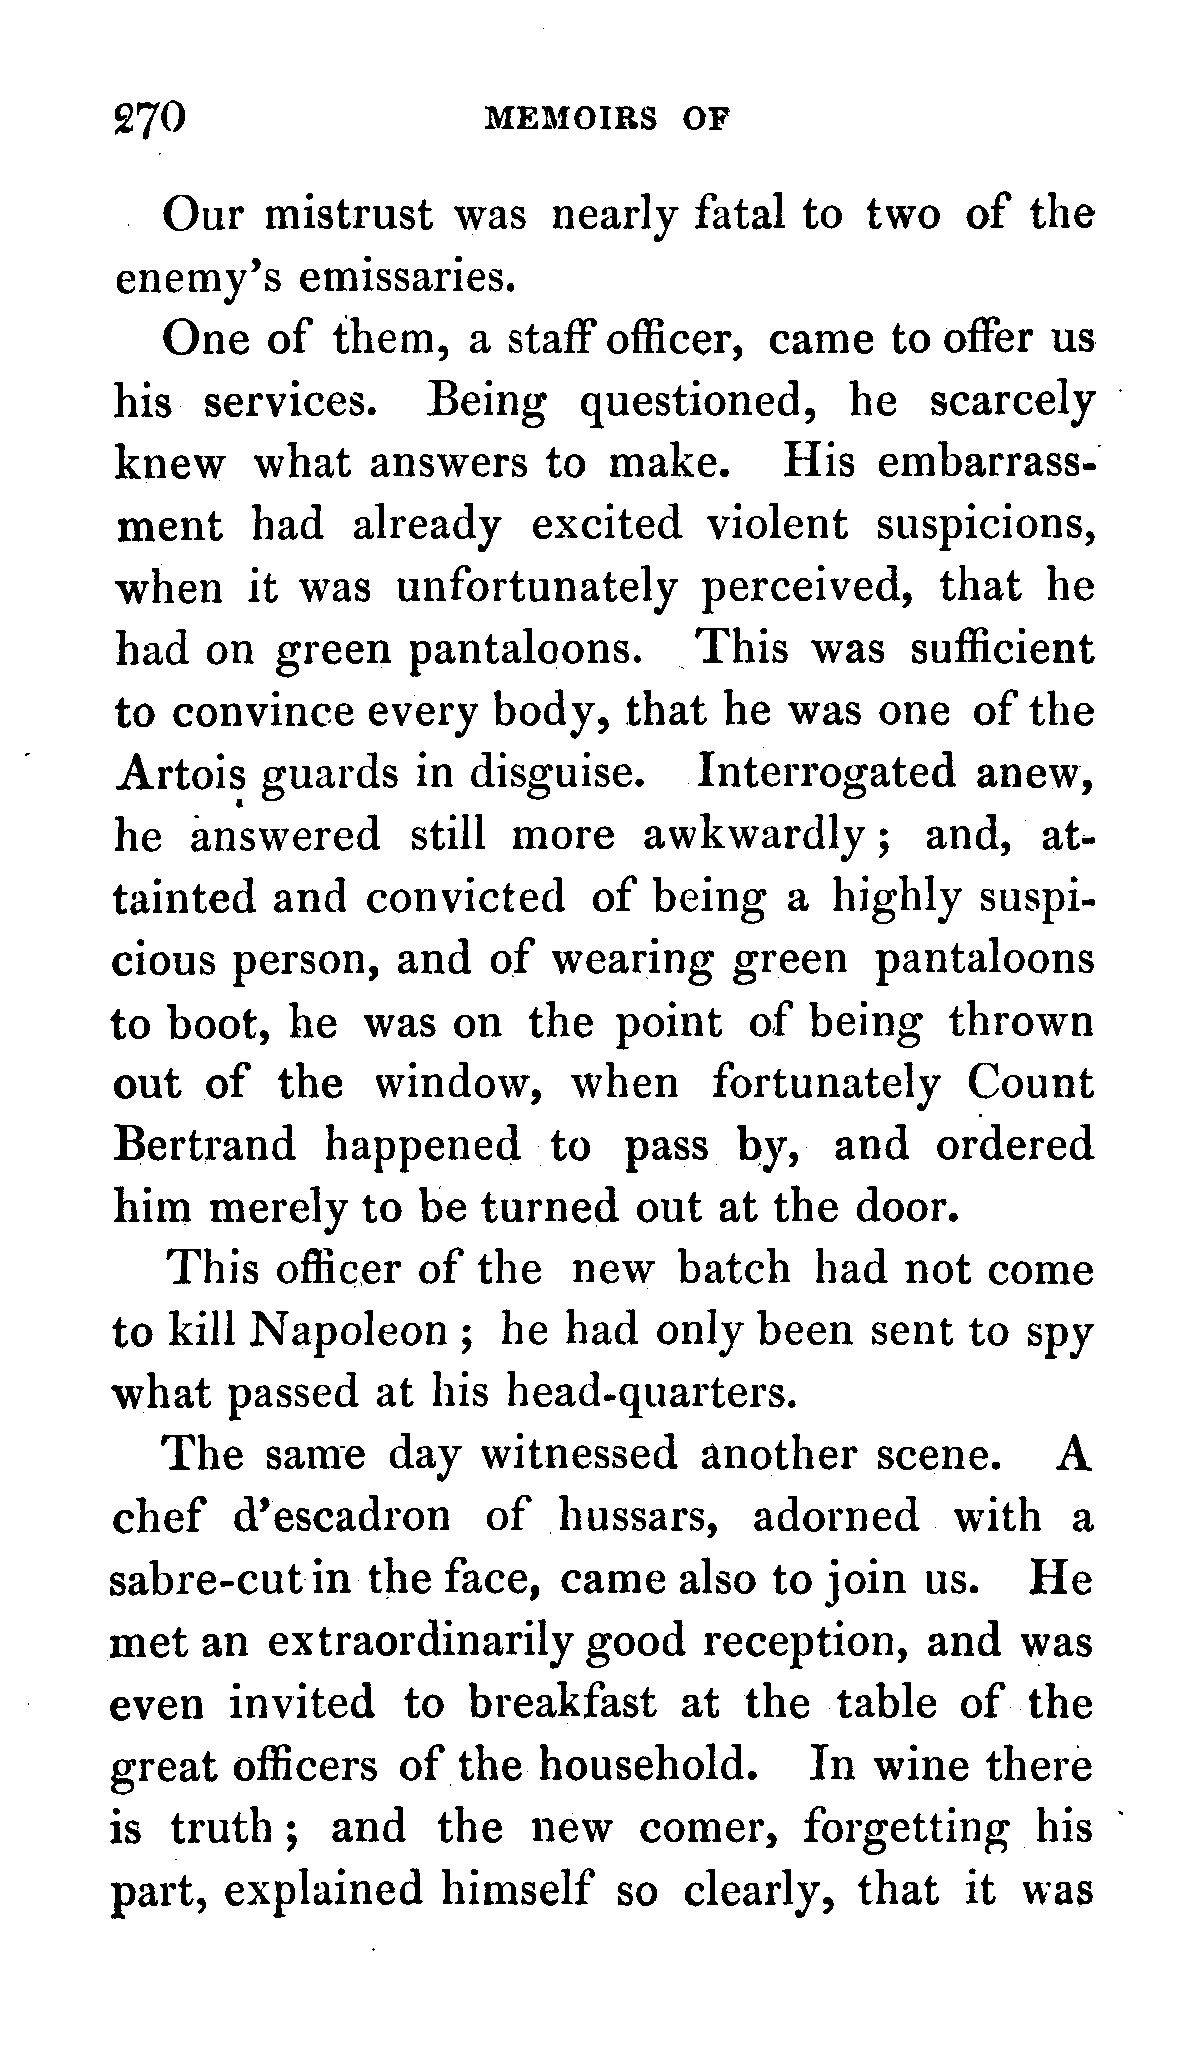 270 MEMOIRS OF
Our mistrust was nearly fatal to two of the
enemy's emissaries.
One of them, a staff officer, came to offer us
his services. Being questioned, he scarcely
knew what answers to make. His embarrass-
ment had already excited violent suspicions,
when it was unfortunately perceived, that he
had on green pantaloons. This was sufficient
to convince every body, that he was one of the
Artois guards in disguise. Interrogated anew,
he answered still more awkwardly ; and, at-
tainted and convicted of being a highly suspi-
cious person, and of wearing green pantaloons
to boot, he was on the point of being thrown
out of the window, when fortunately Count
Bertrand happened to pass by, and ordered
him merely to be turned out at the door.
This officer of the new batch had not come
to kill Napoleon ; he had only been sent to spy
what passed at his head-quarters.
The same day witnessed another scene. A
chef d'escadron of hussars, adorned with a
sabre-cut in the face, came also to join us. He
met an extraordinarily good reception, and was
even invited to breakfast at the table of the
great officers of the household. In wine there
is truth ; and the new comer, forgetting his
part, explained himself so clearly, that it was